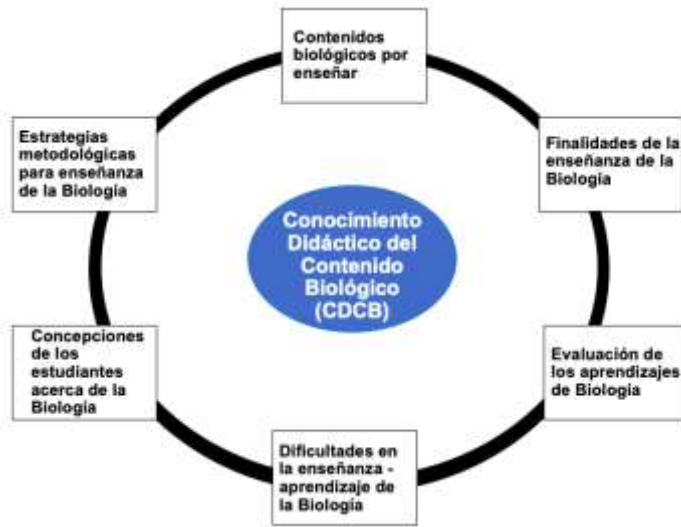 Contenidos
biológicos por
enseñar
Estrategias
metodológicas
para enseñanza
de la Biología
Finalidades de la
enseñanza de la
Biología
Conocimiento
Didáctico del
Contenido
Biológico
(CDCB)
Concepciones
de los
estudiantes
acerca de la
Biología
Evaluación de
los aprendizajes
de Biología
Dificultades en
la enseñanza -
aprendizaje de
la Biología